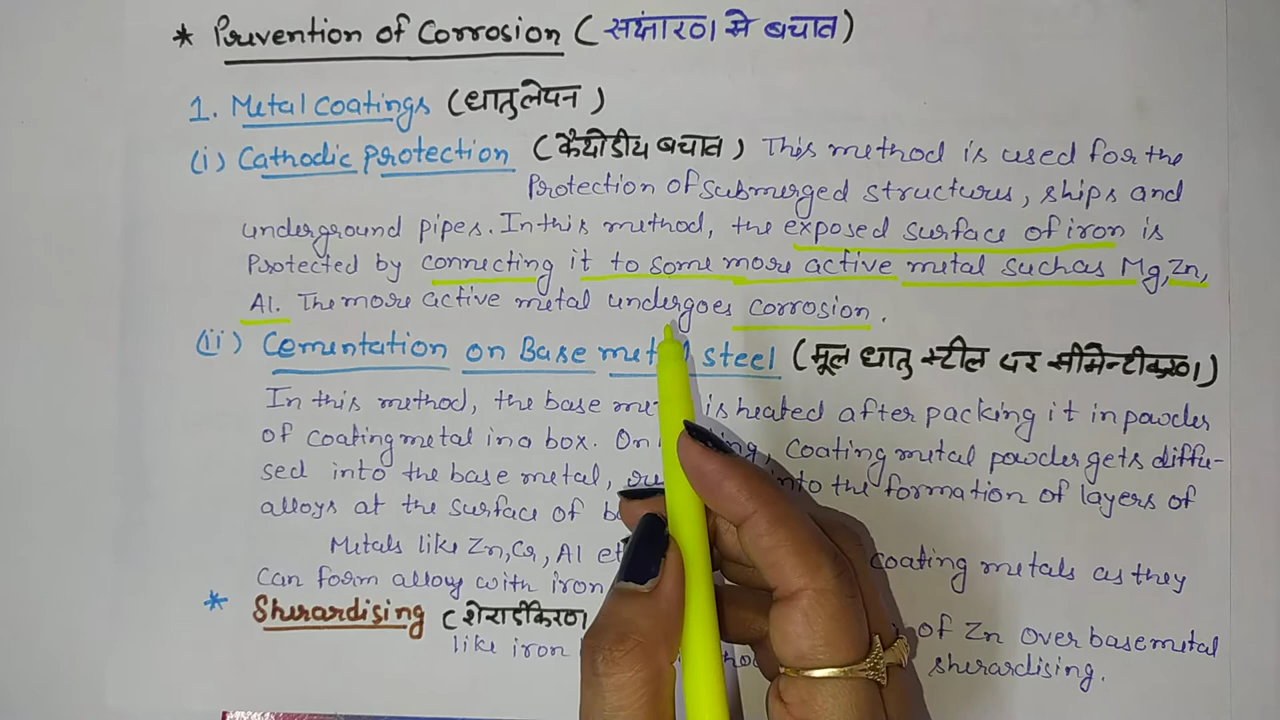 * Prevention of Corrosion (संक्षारण से बचाव)
1. Metal coatings (धातु लेपन)
(i) Cathodic protection (कैथोडीय बचाव) This method is used for the
Protection of submerged structures, ships and
underground pipes. In this method, the exposed surface of iron is
Protected by connecting it to some more active metal such as Mg, Zn,
Al. The more active metal undergoes corrosion.
(ii) Cementation on Base metal steel (मूल धातु स्टील पर सीमेन्टीकरण)
In this method, the base is heated after packing it in powder
of coating metal in a box. On coating metal powder gets diffu-
sed into the base metal, into the formation of layers of
alloys at the surface of
Metals like Zn, Cr, Al coating metals as they
can form alloy with iron
* Sherardising (शेरार्डीकरण
of Zn over base metal
like iron sherardising.